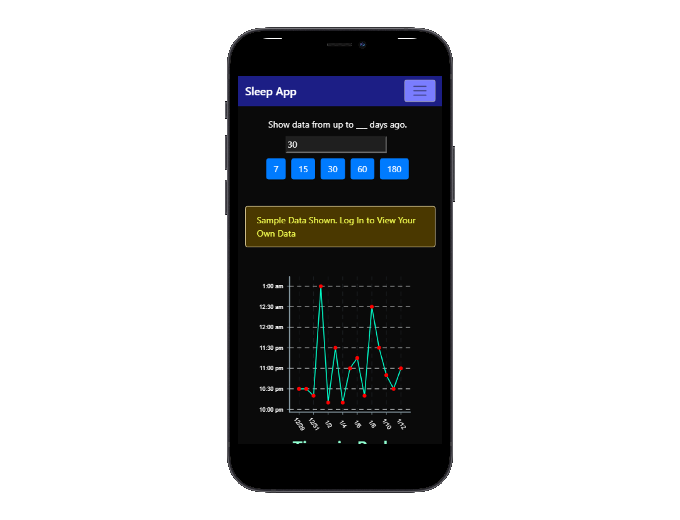 Sleep App
Show data from up to ___ days ago.
30
7 15 30 60 180
Sample Data Shown. Log In to View Your
Own Data
1:00 am
12:30 am
12:00 am
11:30 pm
11:00 pm
10:30 pm
10:00 pm
12/29 12/31 1/2 1/4 1/6 1/8 1/10 1/12